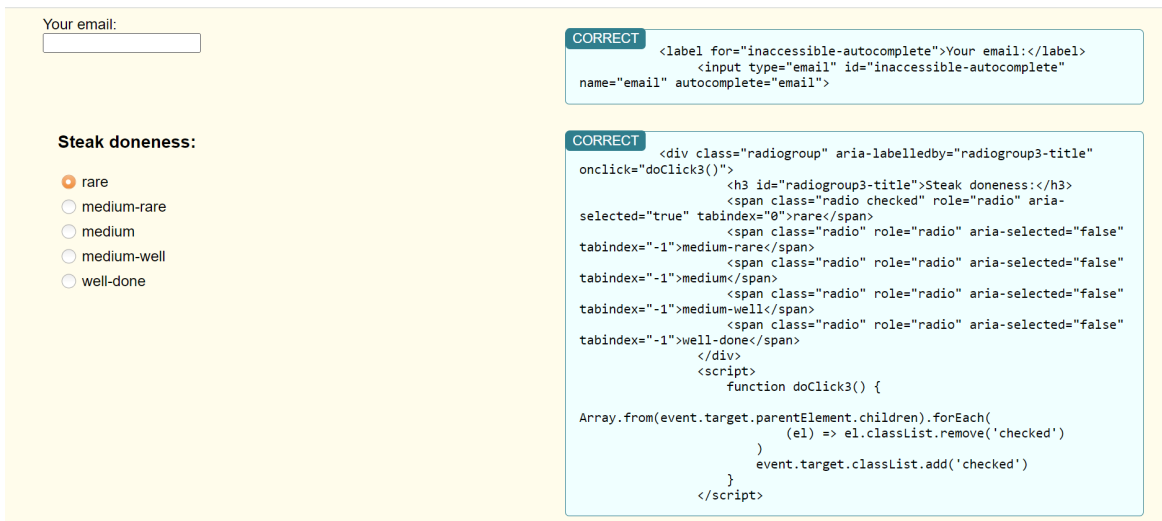 Your email:
CORRECT
<label for="inaccessible-autocomplete">Your email:</label>
<input type="email" id="inaccessible-autocomplete"
name="email" autocomplete="email">
Steak doneness:
rare
medium-rare
medium
medium-well
well-done
CORRECT
<div class="radiogroup" aria-labelledby="radiogroup3-title"
onclick="doClick3()">
<h3 id="radiogroup3-title">Steak doneness:</h3>
<span class="radio checked" role="radio" aria-
selected="true" tabindex="0">rare</span>
<span class="radio" role="radio" aria-selected="false"
tabindex="-1">medium-rare</span>
<span class="radio" role="radio" aria-selected="false"
tabindex="-1">medium</span>
<span class="radio" role="radio" aria-selected="false"
tabindex="-1">medium-well</span>
<span class="radio" role="radio" aria-selected="false"
tabindex="-1">well-done</span>
</div>
<script>
function doClick3() {
Array.from(event.target.parentElement.children).forEach(
(el) => el.classList.remove('checked')
)
event.target.classList.add('checked')
}
</script>